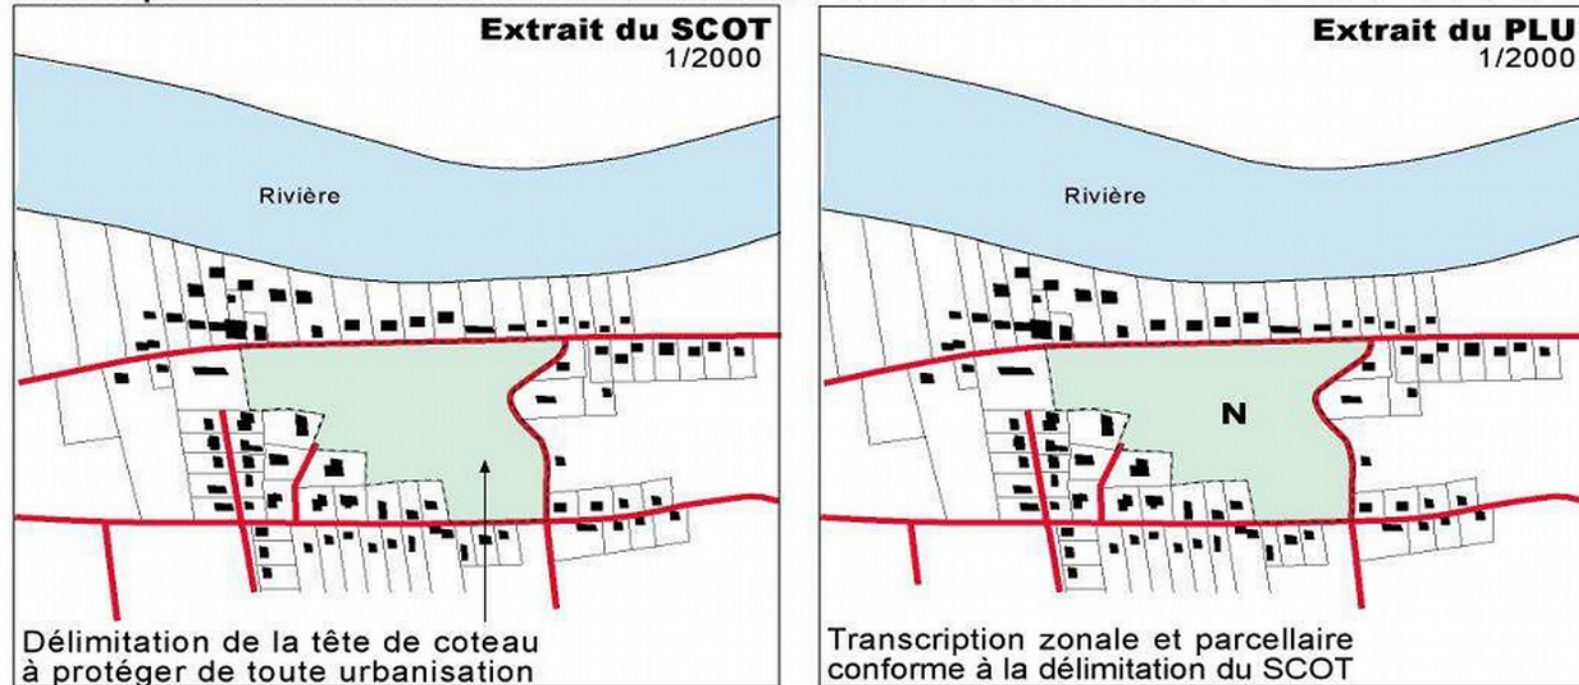 Extrait du SCOT
1/2000
Rivière
Délimitation de la tête de coteau
à protéger de toute urbanisation
Extrait du PLU
1/2000
Rivière
N
Transcription zonale et parcellaire
conforme à la délimitation du SCOT